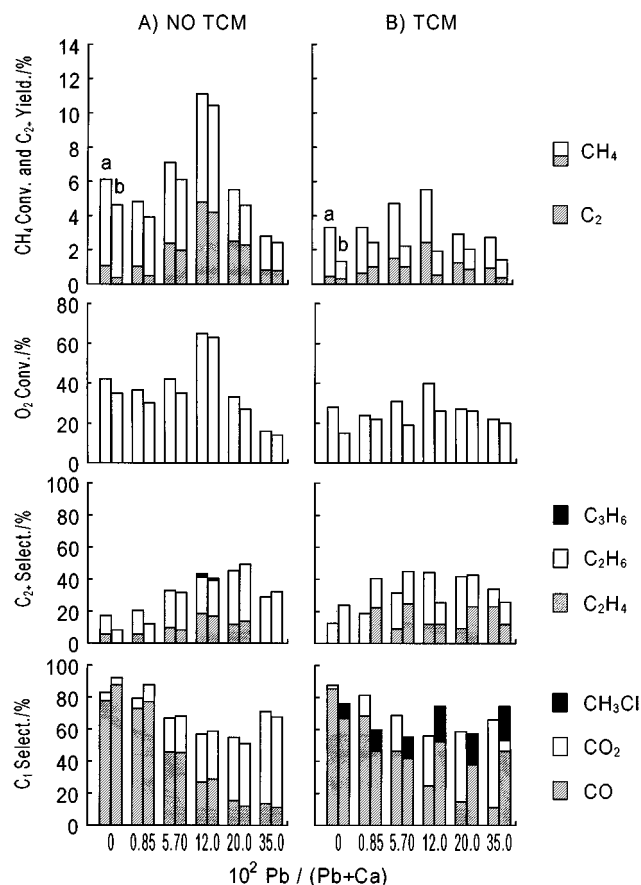 A) NO TCM
B) TCM
CH₄ Conv. and C₂₊ Yield./%
14
12
10
8
6
4
2
0
a
b
a
b
CH₄
C₂
O₂ Conv./%
80
60
40
20
0
C₂₊ Select./%
100
80
60
40
20
0
C₃H₆
C₂H₆
C₂H₄
C₁ Select./%
100
80
60
40
20
0
CH₃Cl
CO₂
CO
0 0.85 5.70 12.0 20.0 35.0
0 0.85 5.70 12.0 20.0 35.0
10² Pb / (Pb+Ca)